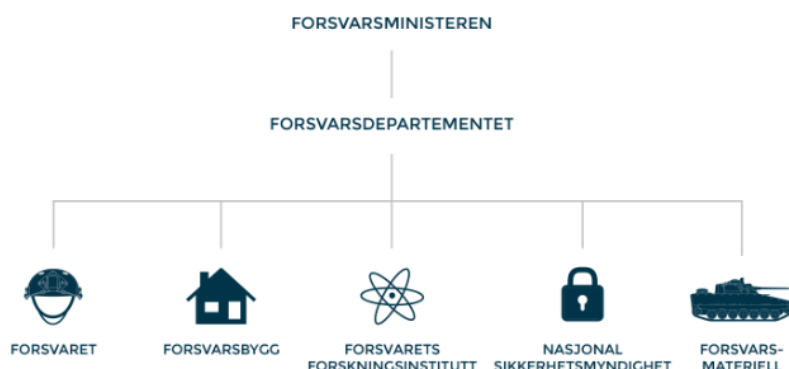 FORSVARSMINISTEREN
FORSVARSDEPARTEMENTET
FORSVARET
FORSVARSBYGG
FORSVARETS
FORSKNINGSINSTITUTT
NASJONAL
SIKKERHETSMYNDIGHET
FORSVARS-
MATERIELL